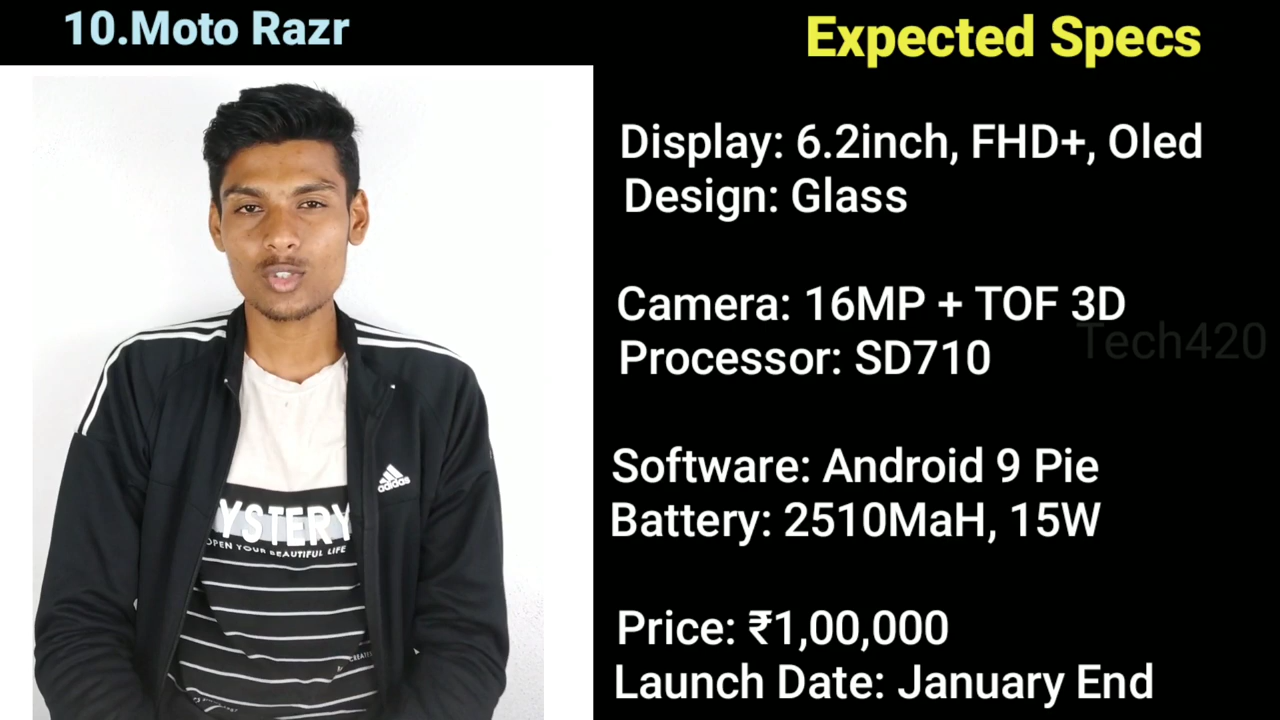 10.Moto Razr
Expected Specs
Display: 6.2inch, FHD+, Oled
Design: Glass
Camera: 16MP + TOF 3D
Processor: SD710
Tech420
Software: Android 9 Pie
Battery: 2510MaH, 15W
Price: ₹1,00,000
Launch Date: January End
adidas
YSTERY
OPEN YOUR BEAUTIFUL LIFE